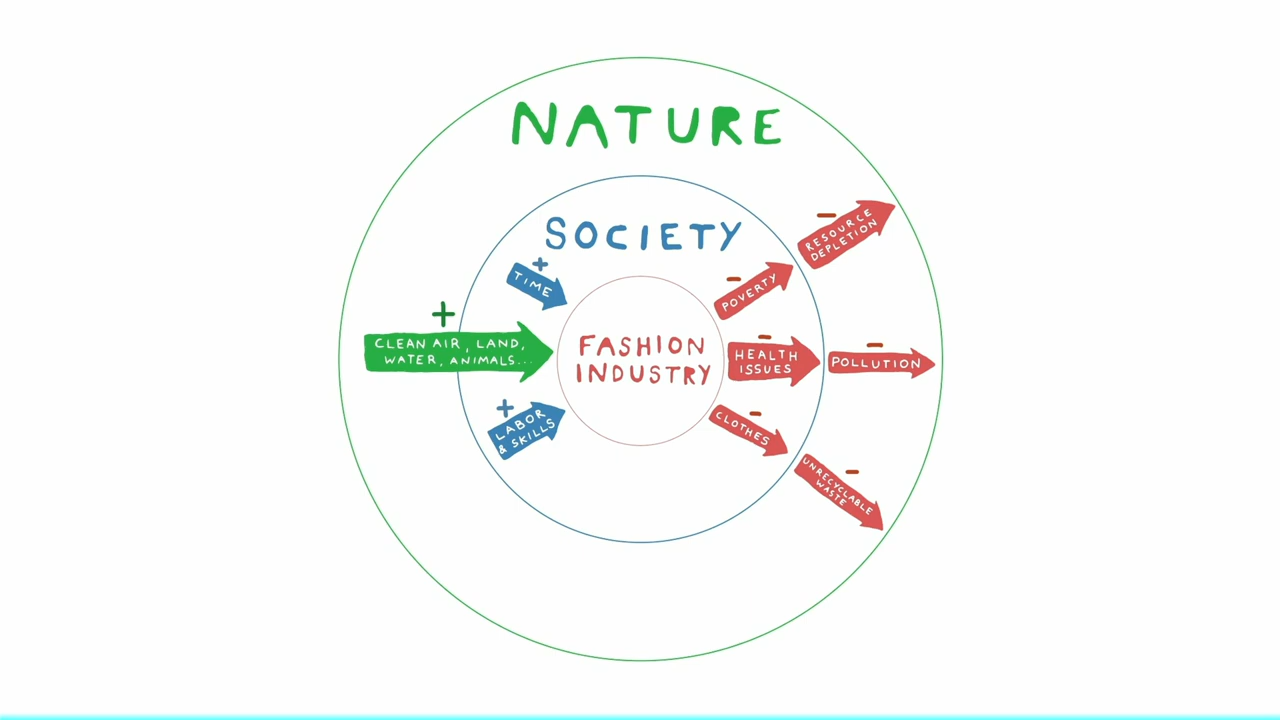 NATURE
SOCIETY
+
TIME
+
CLEAN AIR, LAND,
WATER, ANIMALS...
+
LABOR
& SKILLS
FASHION
INDUSTRY
-
POVERTY
-
RESOURCE
DEPLETION
-
HEALTH
ISSUES
-
POLLUTION
-
CLOTHES
-
UNRECYCLABLE
WASTE